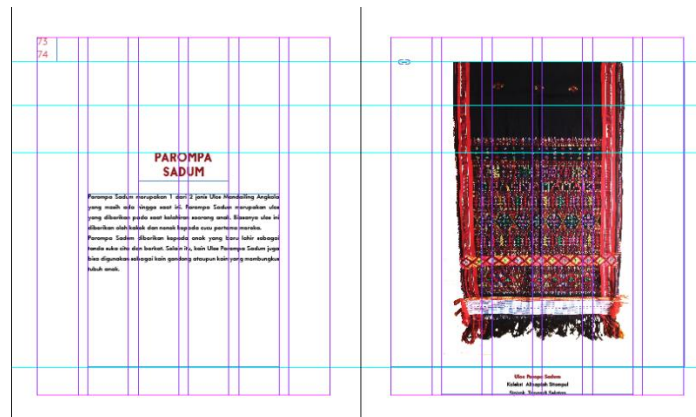 73
74
PAROMPA
SADUM
Parompa Sadum merupakan 1 dari 2 jenis Ulos Mandailing Angkola
yang masih ada hingga saat ini. Parompa Sadum merupakan ulos
yang diberikan pada saat kelahiran seorang anak. Biasanya ulos ini
diberikan oleh kakek dan nenek kepada cucu pertama mereka.
Parompa Sadum diberikan kepada anak yang baru lahir sebagai
tanda suka cita dan berkat. Selain itu, kain Ulos Parompa Sadum juga
bisa digunakan sebagai kain gendong ataupun kain yang membungkus
tubuh anak.
Ulos Parompa Sadum
Koleksi Sitompul